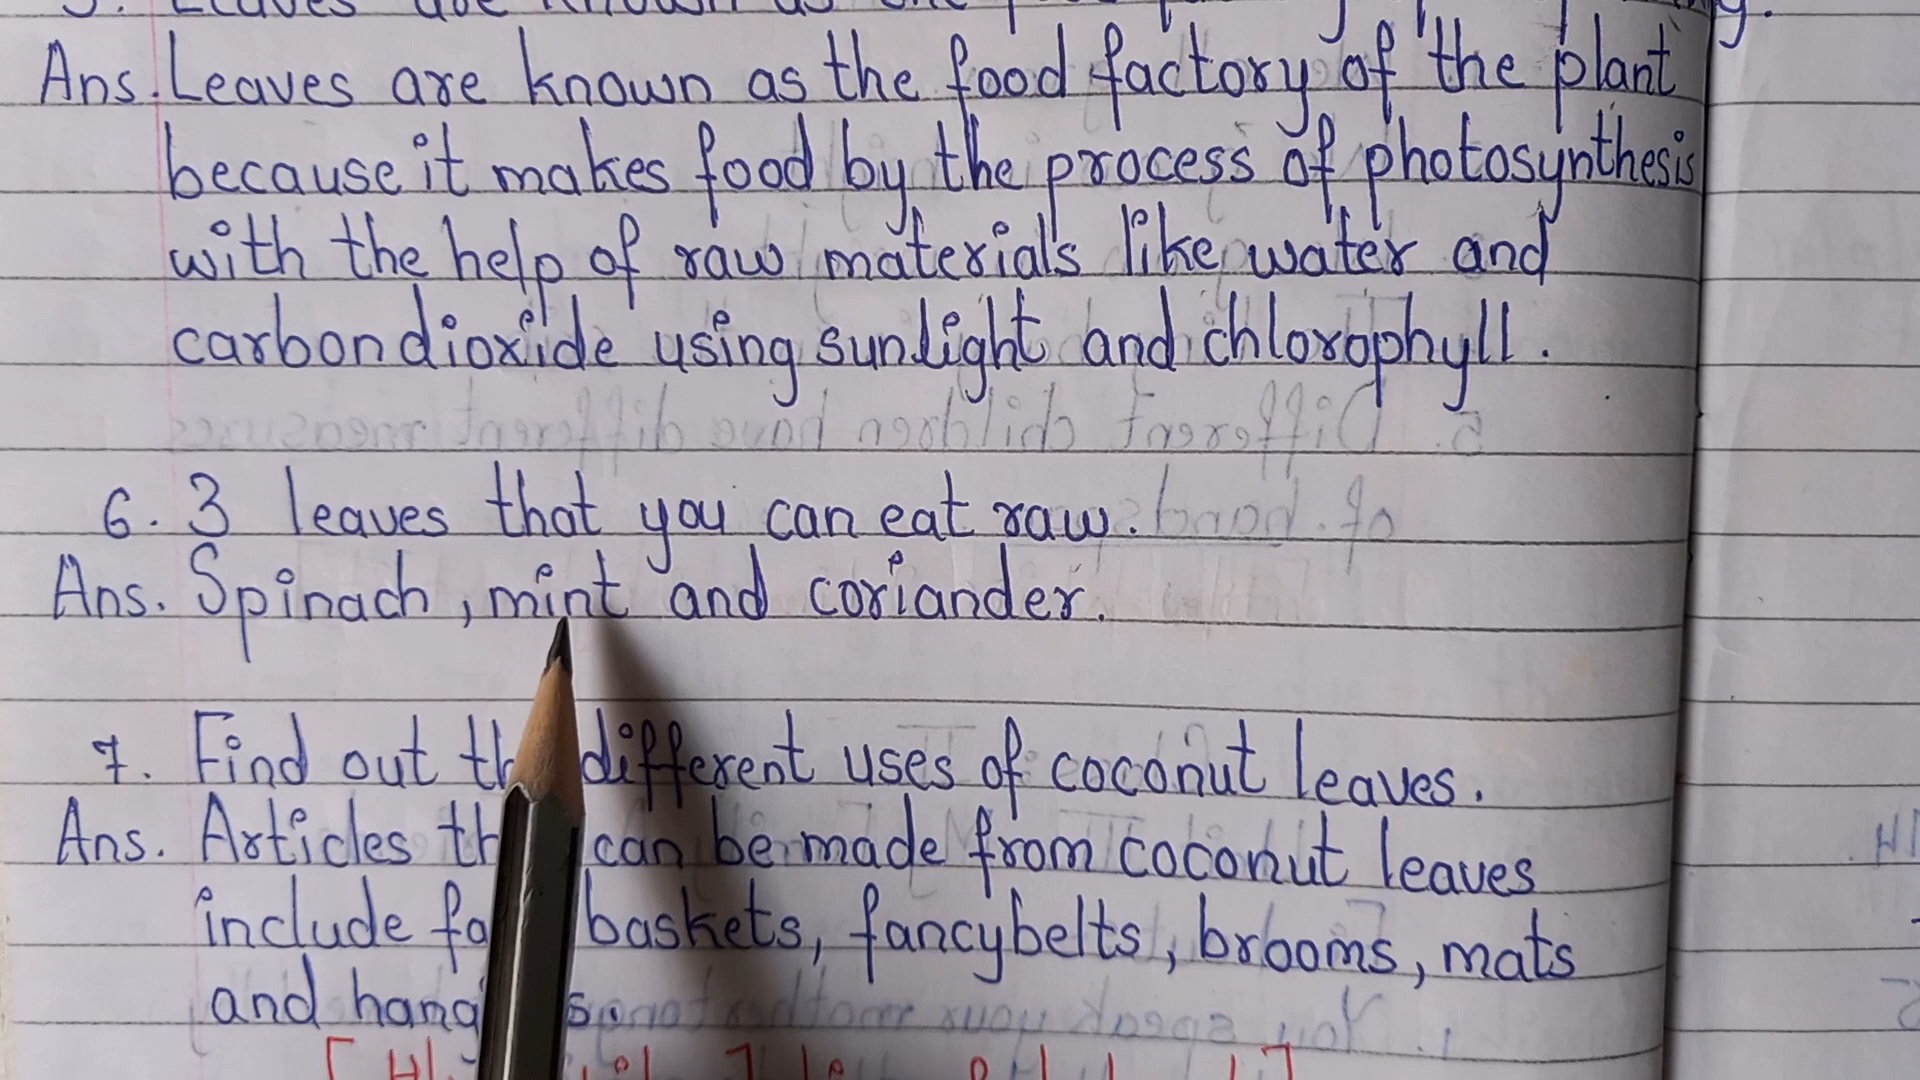 Ans. Leaves are known as the food factory of the plant
because it makes food by the process of photosynthesis
with the help of raw materials like water and
carbondioxide using sunlight and chlorophyll.
6. 3 leaves that you can eat raw.
Ans. Spinach, mint and coriander.
7. Find out different uses of coconut leaves.
Ans. Articles can be made from coconut leaves
include baskets, fancybelts, brooms, mats
and